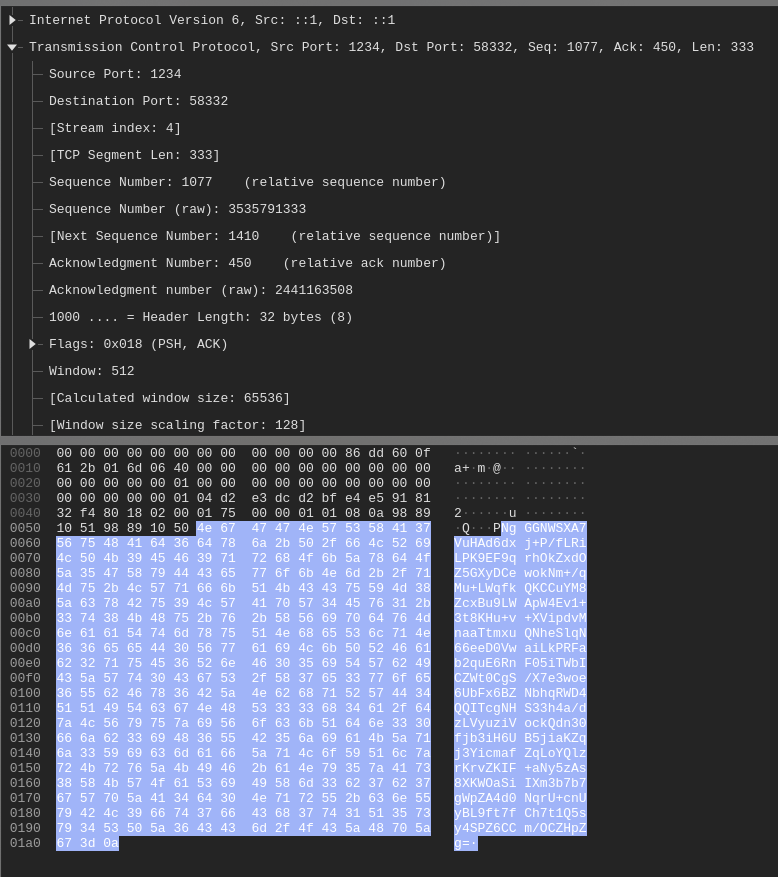 Internet Protocol Version 6, Src: ::1, Dst: ::1
Transmission Control Protocol, Src Port: 1234, Dst Port: 58332, Seq: 1077, Ack: 450, Len: 333
Source Port: 1234
Destination Port: 58332
[Stream index: 4]
[TCP Segment Len: 333]
Sequence Number: 1077    (relative sequence number)
Sequence Number (raw): 3535791333
[Next Sequence Number: 1410    (relative sequence number)]
Acknowledgment Number: 450    (relative ack number)
Acknowledgment number (raw): 2441163508
1000 .... = Header Length: 32 bytes (8)
Flags: 0x018 (PSH, ACK)
Window: 512
[Calculated window size: 65536]
[Window size scaling factor: 128]
0000  00 00 00 00 00 00 00 00  00 00 00 00 86 dd 60 0f  ········ ······`·
0010  61 2b 01 6d 06 40 00 00  00 00 00 00 00 00 00 00  a+·m·@·· ········
0020  00 00 00 00 00 01 00 00  00 00 00 00 00 00 00 00  ········ ········
0030  00 00 00 00 00 01 04 d2  e3 dc d2 bf e4 e5 91 81  ········ ········
0040  32 f4 80 18 02 00 01 75  00 00 01 01 08 0a 98 89  2······u ········
0050  10 51 98 89 10 50 4e 67  47 47 4e 57 53 58 41 37  ·Q···PNg GGNWSXA7
0060  56 75 48 41 64 36 64 78  6a 2b 50 2f 66 4c 52 69  VuHAd6dx j+P/fLRi
0070  4c 50 4b 39 45 46 39 71  72 68 4f 6b 5a 78 64 4f  LPK9EF9q rhOkZxdO
0080  5a 35 47 58 79 44 43 65  77 6f 6b 4e 6d 2b 2f 71  Z5GXyDCe wokNm+/q
0090  4d 75 2b 4c 57 71 66 6b  51 4b 43 43 75 59 4d 38  Mu+LWqfk QKCCuYM8
00a0  5a 63 78 42 75 39 4c 57  41 70 57 34 45 76 31 2b  ZcxBu9LW ApW4Ev1+
00b0  33 74 38 4b 48 75 2b 76  2b 58 56 69 70 64 76 4d  3t8KHu+v +XVipdvM
00c0  6e 61 61 54 74 6d 78 75  51 4e 68 65 53 6c 71 4e  naaTtmxu QNheSlqN
00d0  36 36 65 65 44 30 56 77  61 69 4c 6b 50 52 46 61  66eeD0Vw aiLkPRFa
00e0  62 32 71 75 45 36 52 6e  46 30 35 69 54 57 62 49  b2quE6Rn F05iTWbI
00f0  43 5a 57 74 30 43 67 53  2f 58 37 65 33 77 6f 65  CZWt0CgS /X7e3woe
0100  36 55 62 46 78 36 42 5a  4e 62 68 71 52 57 44 34  6UbFx6BZ NbhqRWD4
0110  51 51 49 54 63 67 4e 48  53 33 33 68 34 61 2f 64  QQITcgNH S33h4a/d
0120  7a 4c 56 79 75 7a 69 56  6f 63 6b 51 64 6e 33 30  zLVyuziV ockQdn30
0130  66 6a 62 33 69 48 36 55  42 35 6a 69 61 4b 5a 71  fjb3iH6U B5jiaKZq
0140  6a 33 59 69 63 6d 61 66  5a 71 4c 6f 59 51 6c 7a  j3Yicmaf ZqLoYQlz
0150  72 4b 72 76 5a 4b 49 46  2b 61 4e 79 35 7a 41 73  rKrvZKIF +aNy5zAs
0160  38 58 4b 57 4f 61 53 69  49 58 6d 33 62 37 62 37  8XKWOaSi IXm3b7b7
0170  67 57 70 5a 41 34 64 30  4e 71 72 55 2b 63 6e 55  gWpZA4d0 NqrU+cnU
0180  79 42 4c 39 66 74 37 66  43 68 37 74 31 51 35 73  yBL9ft7f Ch7t1Q5s
0190  79 34 53 50 5a 36 43 43  6d 2f 4f 43 5a 48 70 5a  y4SPZ6CC m/OCZHpZ
01a0  67 3d 0a  g=·